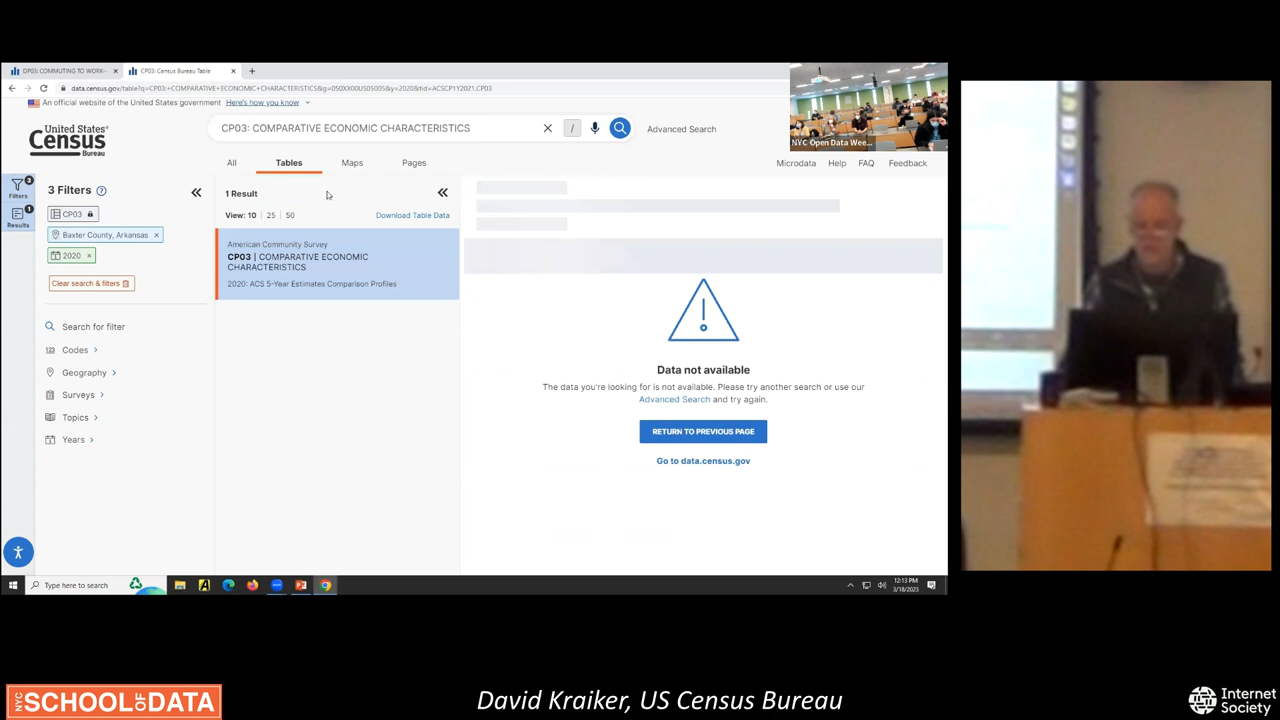 CP03: COMMUTING TO WORK--
CP03: Census Bureau Table
data.census.gov/table?q=CP03:+COMPARATIVE+ECONOMIC+CHARACTERISTICS&g=050XX00US05005&y=2020&tid=ACSCP1Y2021.CP03
An official website of the United States government Here's how you know
United States®
Census
Bureau
CP03: COMPARATIVE ECONOMIC CHARACTERISTICS
/
Advanced Search
NYC Open Data Wee...
All Tables Maps Pages
Microdata Help FAQ Feedback
3
Filters
1
Results
3 Filters
CP03
Baxter County, Arkansas
2020
Clear search & filters
Search for filter
Codes
Geography
Surveys
Topics
Years
1 Result
View: 10 | 25 | 50
Download Table Data
American Community Survey
CP03 | COMPARATIVE ECONOMIC
CHARACTERISTICS
2020: ACS 5-Year Estimates Comparison Profiles
Data not available
The data you're looking for is not available. Please try another search or use our
Advanced Search and try again.
RETURN TO PREVIOUS PAGE
Go to data.census.gov
Type here to search
12:13 PM
3/18/2023
NYC SCHOOL OF DATA
David Kraiker, US Census Bureau
Internet
Society